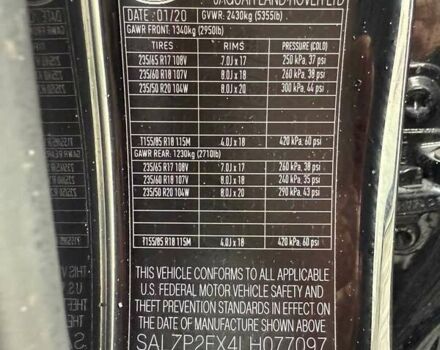 JAGUAR LAND ROVER LTD
DATE : 01/20 GVWR: 2430kg (5355lb)
GAWR FRONT: 1340kg (2950lb)
TIRES RIMS PRESSURE (COLD)
235/65 R17 108V 7.0J x 17 250 kPa, 37 psi
235/60 R18 107V 8.0J x 18 260 kPa, 38 psi
235/50 R20 104W 8.0J x 20 300 kPa, 44 psi
T155/85 R18 115M 4.0J x 18 420 kPa, 60 psi
GAWR REAR: 1230kg (2710lb)
235/65 R17 108V 7.0J x 17 260 kPa, 38 psi
235/60 R18 107V 8.0J x 18 240 kPa, 35 psi
235/50 R20 104W 8.0J x 20 290 kPa, 43 psi
T155/85 R18 115M 4.0J x 18 420 kPa, 60 psi
THIS VEHICLE CONFORMS TO ALL APPLICABLE
U.S. FEDERAL MOTOR VEHICLE SAFETY AND
THEFT PREVENTION STANDARDS IN EFFECT ON
THE DATE OF MANUFACTURE SHOWN ABOVE.
SALZP2FX4LH077097